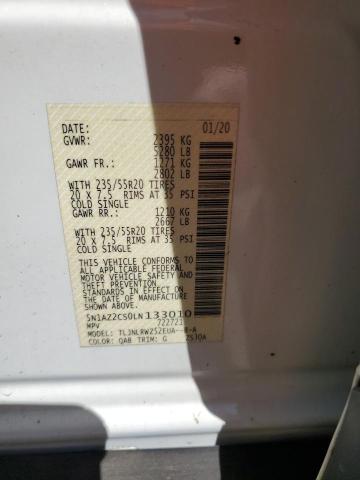 DATE: 01/20
GVWR: 2395 KG
5280 LB
GAWR FR.: 1271 KG
2802 LB
WITH 235/55R20 TIRES
20 X 7.5 RIMS AT 35 PSI
COLD SINGLE
GAWR RR.: 1210 KG
2667 LB
WITH 235/55R20 TIRES
20 X 7.5 RIMS AT 35 PSI
COLD SINGLE
THIS VEHICLE CONFORMS TO
ALL APPLICABLE FEDERAL
MOTOR VEHICLE SAFETY AND
THEFT PREVENTION
STANDARDS IN EFFECT ON THE
DATE OF MANUFACTURE SHOWN
ABOVE.
5N1AZ2CS0LN133010
MPV 722721
MODEL: TLJNLRWZ52EUA--B-A
COLOR: QAB TRIM: G